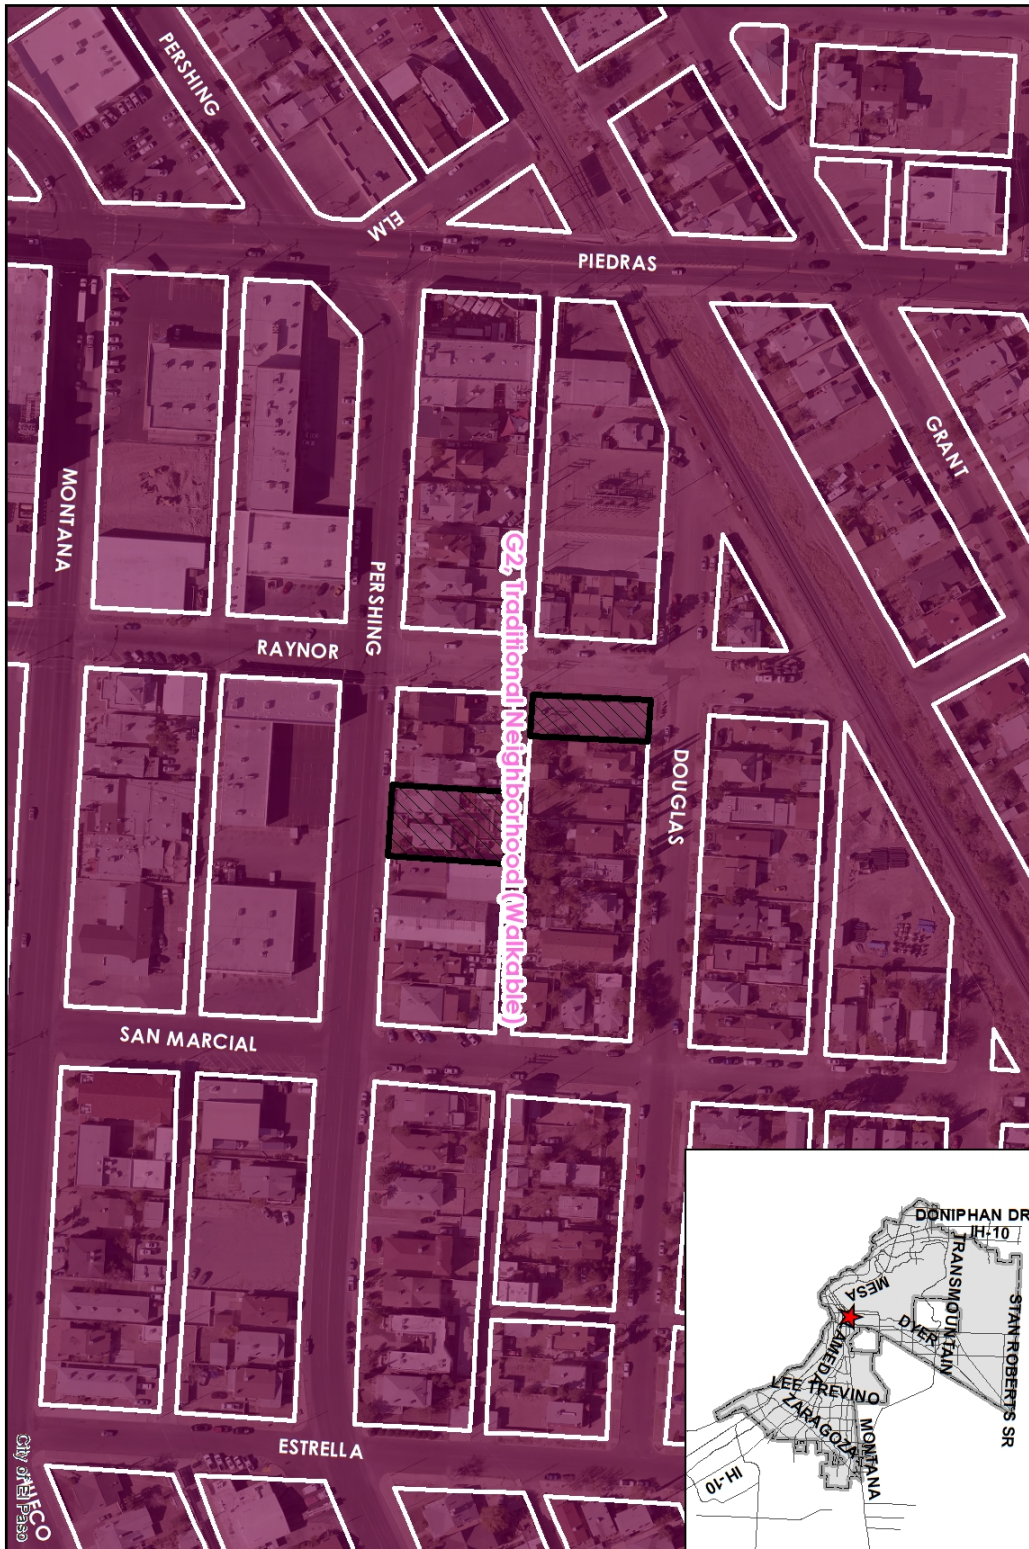 PERSHING
ELM
PIEDRAS
GRANT
MONTANA
PERSHING
RAYNOR
G2, Traditional Neighborhood (Walkable)
DOUGLAS
SAN MARCIAL
ESTRELLA
City of El Paso
DONIPHAN DR
IH-10
TRANSMOUNTAIN
MESA
STAN ROBERTS SR
DYER
LEE TREVINO
ZARAGOZA
MONTANA
IH-10